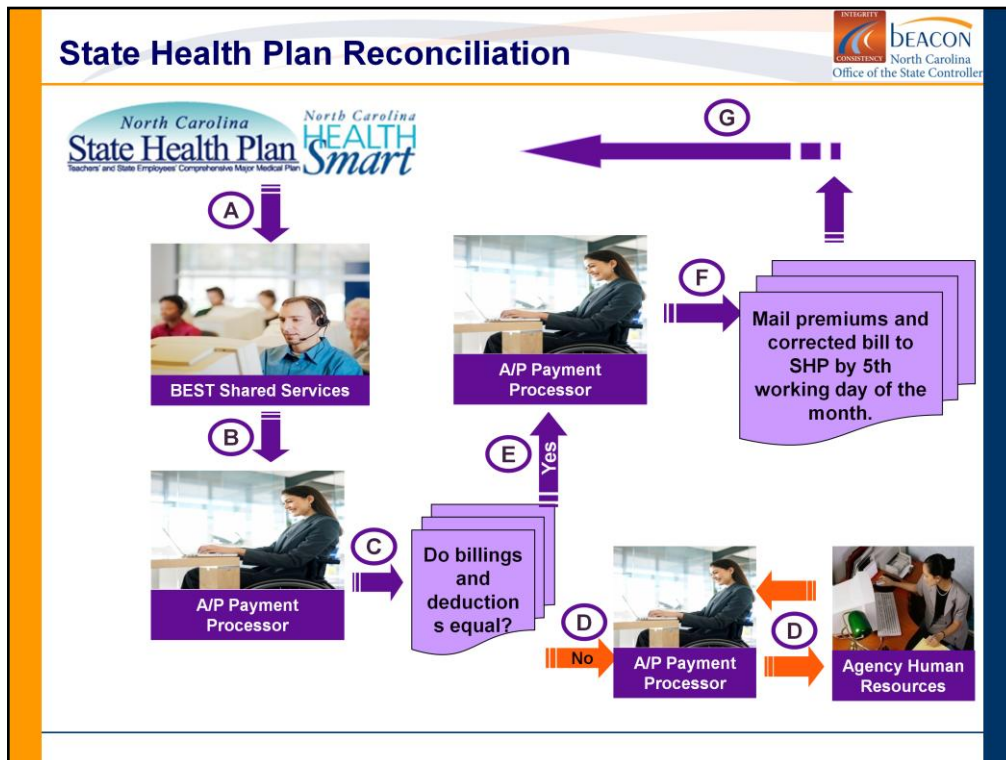 State Health Plan Reconciliation
INTEGRITY
CONSISTENCY
bEACON
North Carolina
Office of the State Controller
North Carolina
State Health Plan
Teachers' and State Employees' Comprehensive Major Medical Plan
North Carolina
HEALTH
Smart
G
A
BEST Shared Services
A/P Payment
Processor
F
Mail premiums and
corrected bill to
SHP by 5th
working day of the
month.
B
E
Yes
A/P Payment
Processor
C
Do billings
and
deduction
s equal?
D
No
A/P Payment
Processor
D
Agency Human
Resources